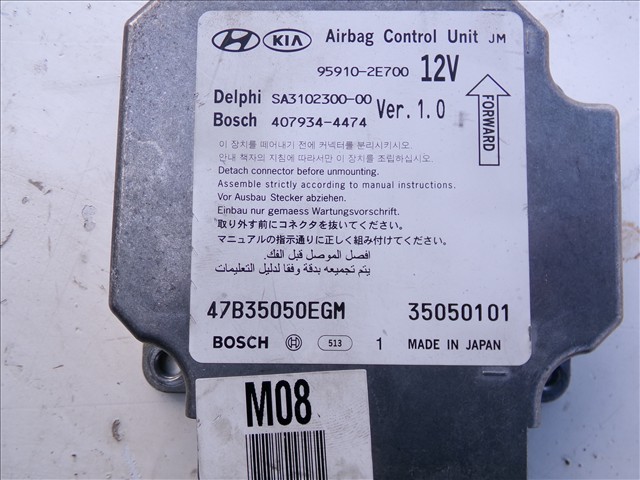 HYUNDAI KIA Airbag Control Unit JM
95910-2E700 12V
Delphi SA3102300-00 Ver. 1.0
Bosch 407934-4474
FORWARD
이 장치를 떼어내기 전에 커넥터를 분리시키시오.
안내 책자의 지침에 따라서만 이 장치를 조립하십시오.
Detach connector before unmounting.
Assemble strictly according to manual instructions.
Vor Ausbau Stecker abziehen.
Einbau nur gemaess Wartungsvorschrift.
取り外す前にコネクタを抜いてください。
マニュアルの指示通りに正しく組み付けてください。
افصل الموصل قبل الفك.
يتم تجميعه بدقة وفقا لدليل التعليمات
47B35050EGM 35050101
BOSCH 513 1 MADE IN JAPAN
M08